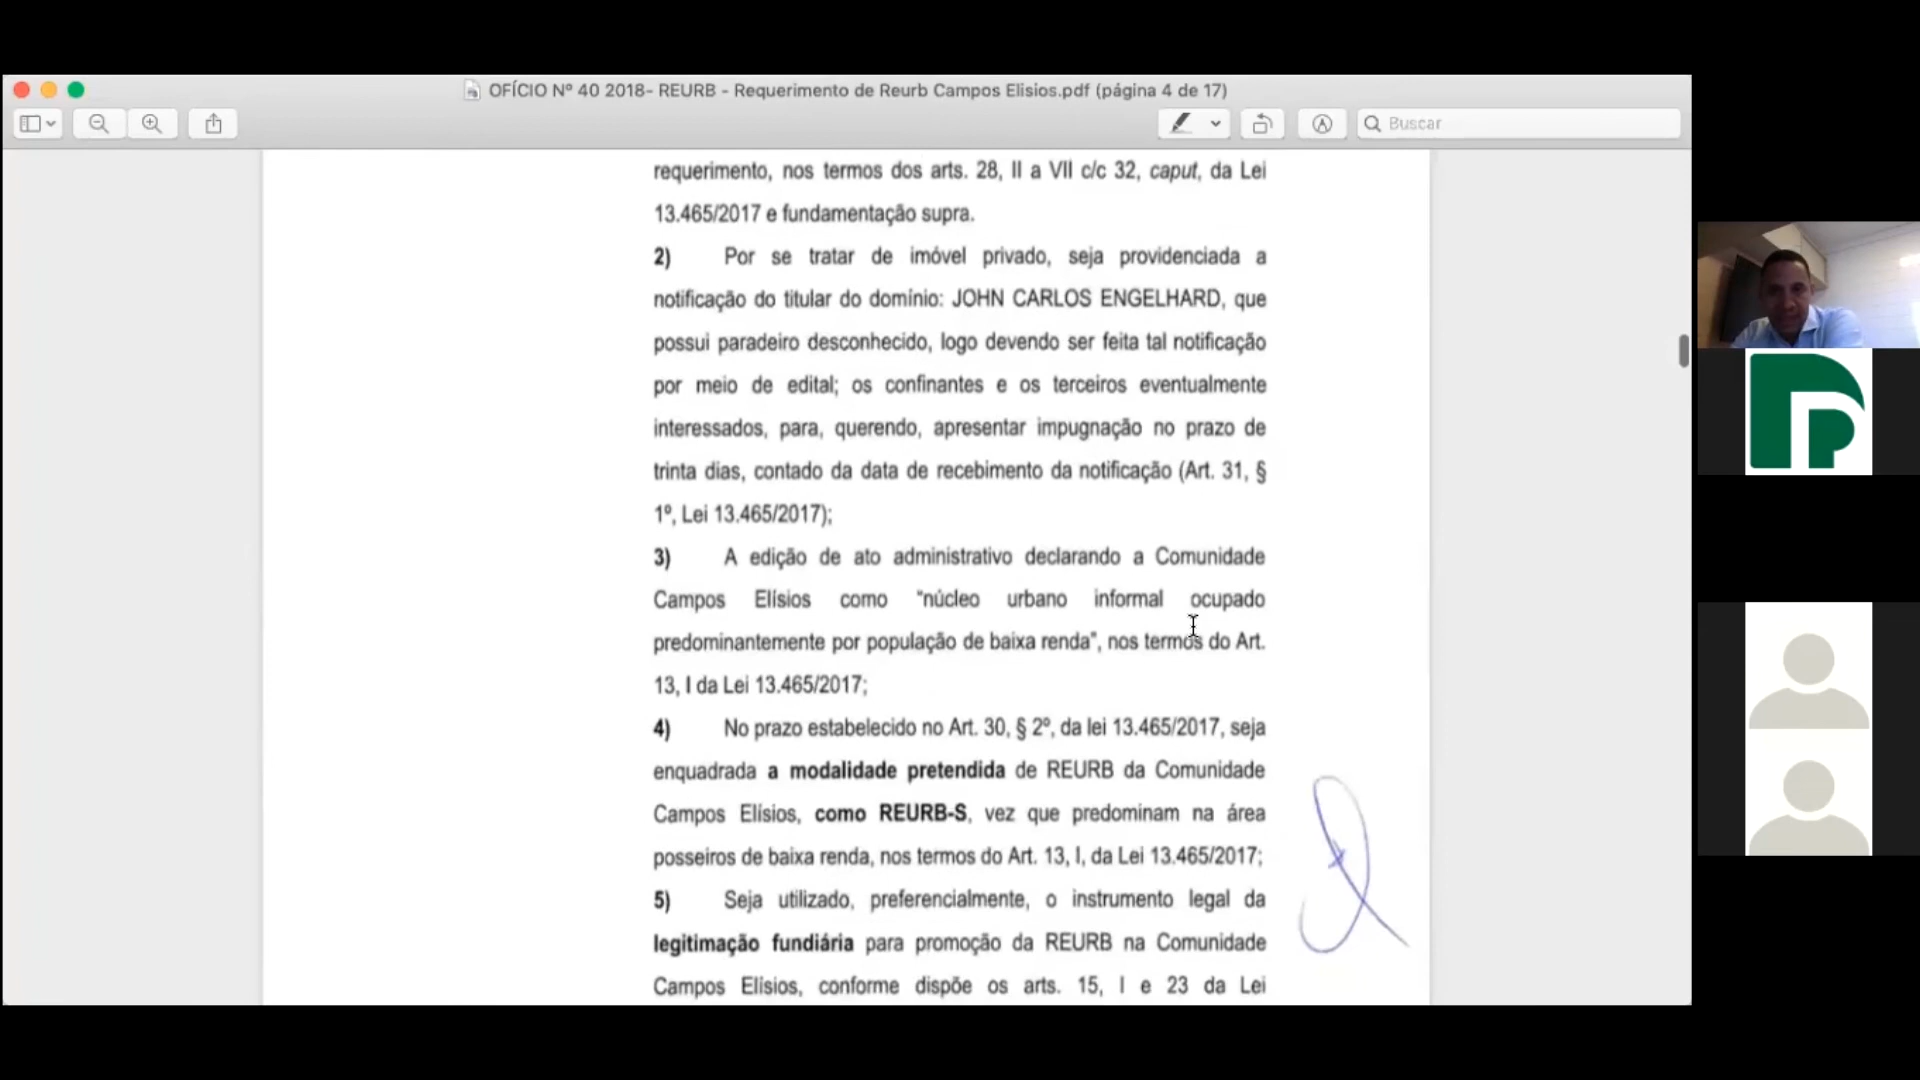 OFÍCIO Nº 40 2018- REURB - Requerimento de Reurb Campos Elisios.pdf (página 4 de 17)
Buscar
requerimento, nos termos dos arts. 28, II a VII c/c 32, caput, da Lei
13.465/2017 e fundamentação supra.
2) Por se tratar de imóvel privado, seja providenciada a
notificação do titular do domínio: JOHN CARLOS ENGELHARD, que
possui paradeiro desconhecido, logo devendo ser feita tal notificação
por meio de edital; os confinantes e os terceiros eventualmente
interessados, para, querendo, apresentar impugnação no prazo de
trinta dias, contado da data de recebimento da notificação (Art. 31, §
1º, Lei 13.465/2017);
3) A edição de ato administrativo declarando a Comunidade
Campos Elísios como "núcleo urbano informal ocupado
predominantemente por população de baixa renda", nos termos do Art.
13, I da Lei 13.465/2017;
4) No prazo estabelecido no Art. 30, § 2º, da lei 13.465/2017, seja
enquadrada a modalidade pretendida de REURB da Comunidade
Campos Elísios, como REURB-S, vez que predominam na área
posseiros de baixa renda, nos termos do Art. 13, I, da Lei 13.465/2017;
5) Seja utilizado, preferencialmente, o instrumento legal da
legitimação fundiária para promoção da REURB na Comunidade
Campos Elísios, conforme dispõe os arts. 15, I e 23 da Lei